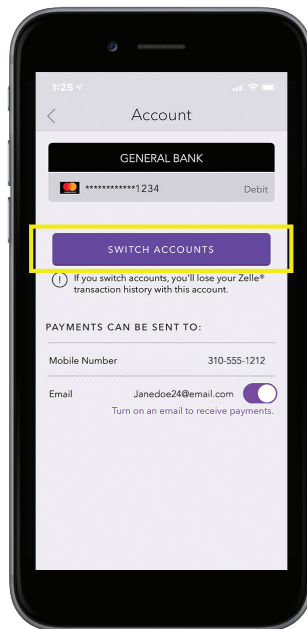 1:25
Account
GENERAL BANK
************1234 Debit
SWITCH ACCOUNTS
! If you switch accounts, you'll lose your Zelle®
transaction history with this account.
PAYMENTS CAN BE SENT TO:
Mobile Number 310-555-1212
Email Janedoe24@email.com
Turn on an email to receive payments.